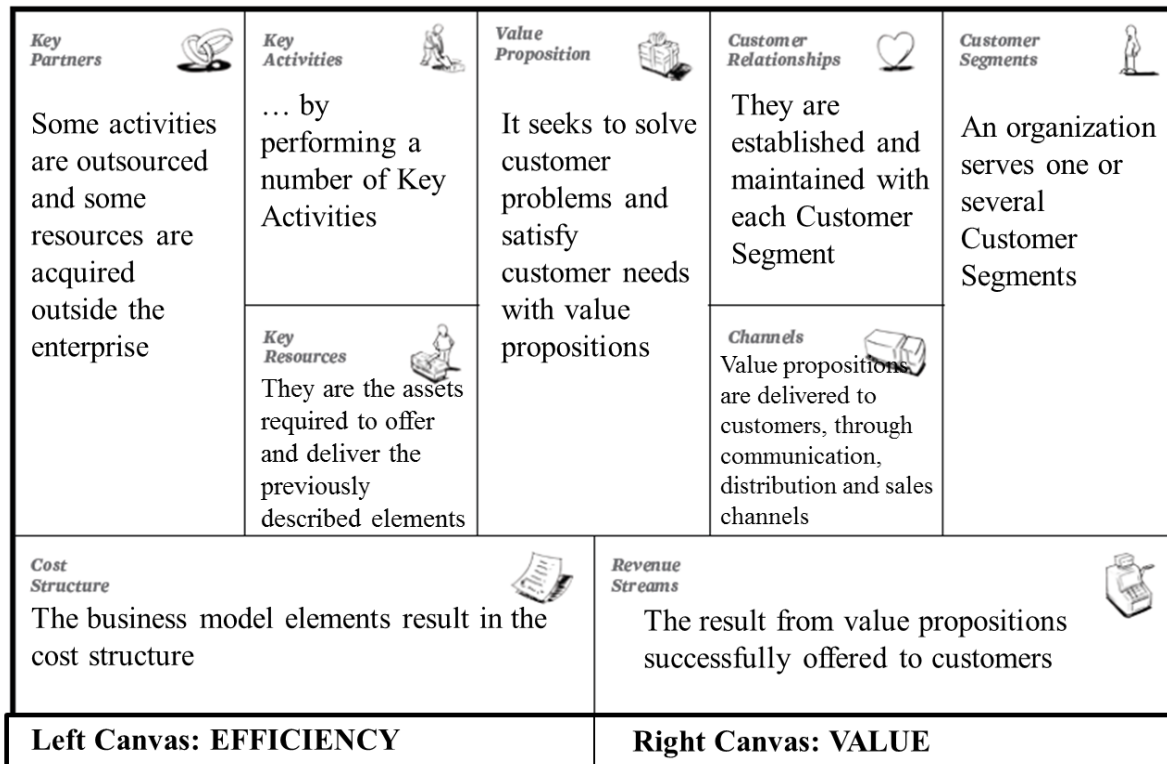 Key
Partners
Some activities
are outsourced
and some
resources are
acquired
outside the
enterprise
Key
Activities
… by
performing a
number of Key
Activities
Key
Resources
They are the assets
required to offer
and deliver the
previously
described elements
Value
Proposition
It seeks to solve
customer
problems and
satisfy
customer needs
with value
propositions
Customer
Relationships
They are
established and
maintained with
each Customer
Segment
Channels
Value propositions
are delivered to
customers, through
communication,
distribution and sales
channels
Customer
Segments
An organization
serves one or
several
Customer
Segments
Cost
Structure
The business model elements result in the
cost structure
Revenue
Streams
The result from value propositions
successfully offered to customers
Left Canvas: EFFICIENCY
Right Canvas: VALUE